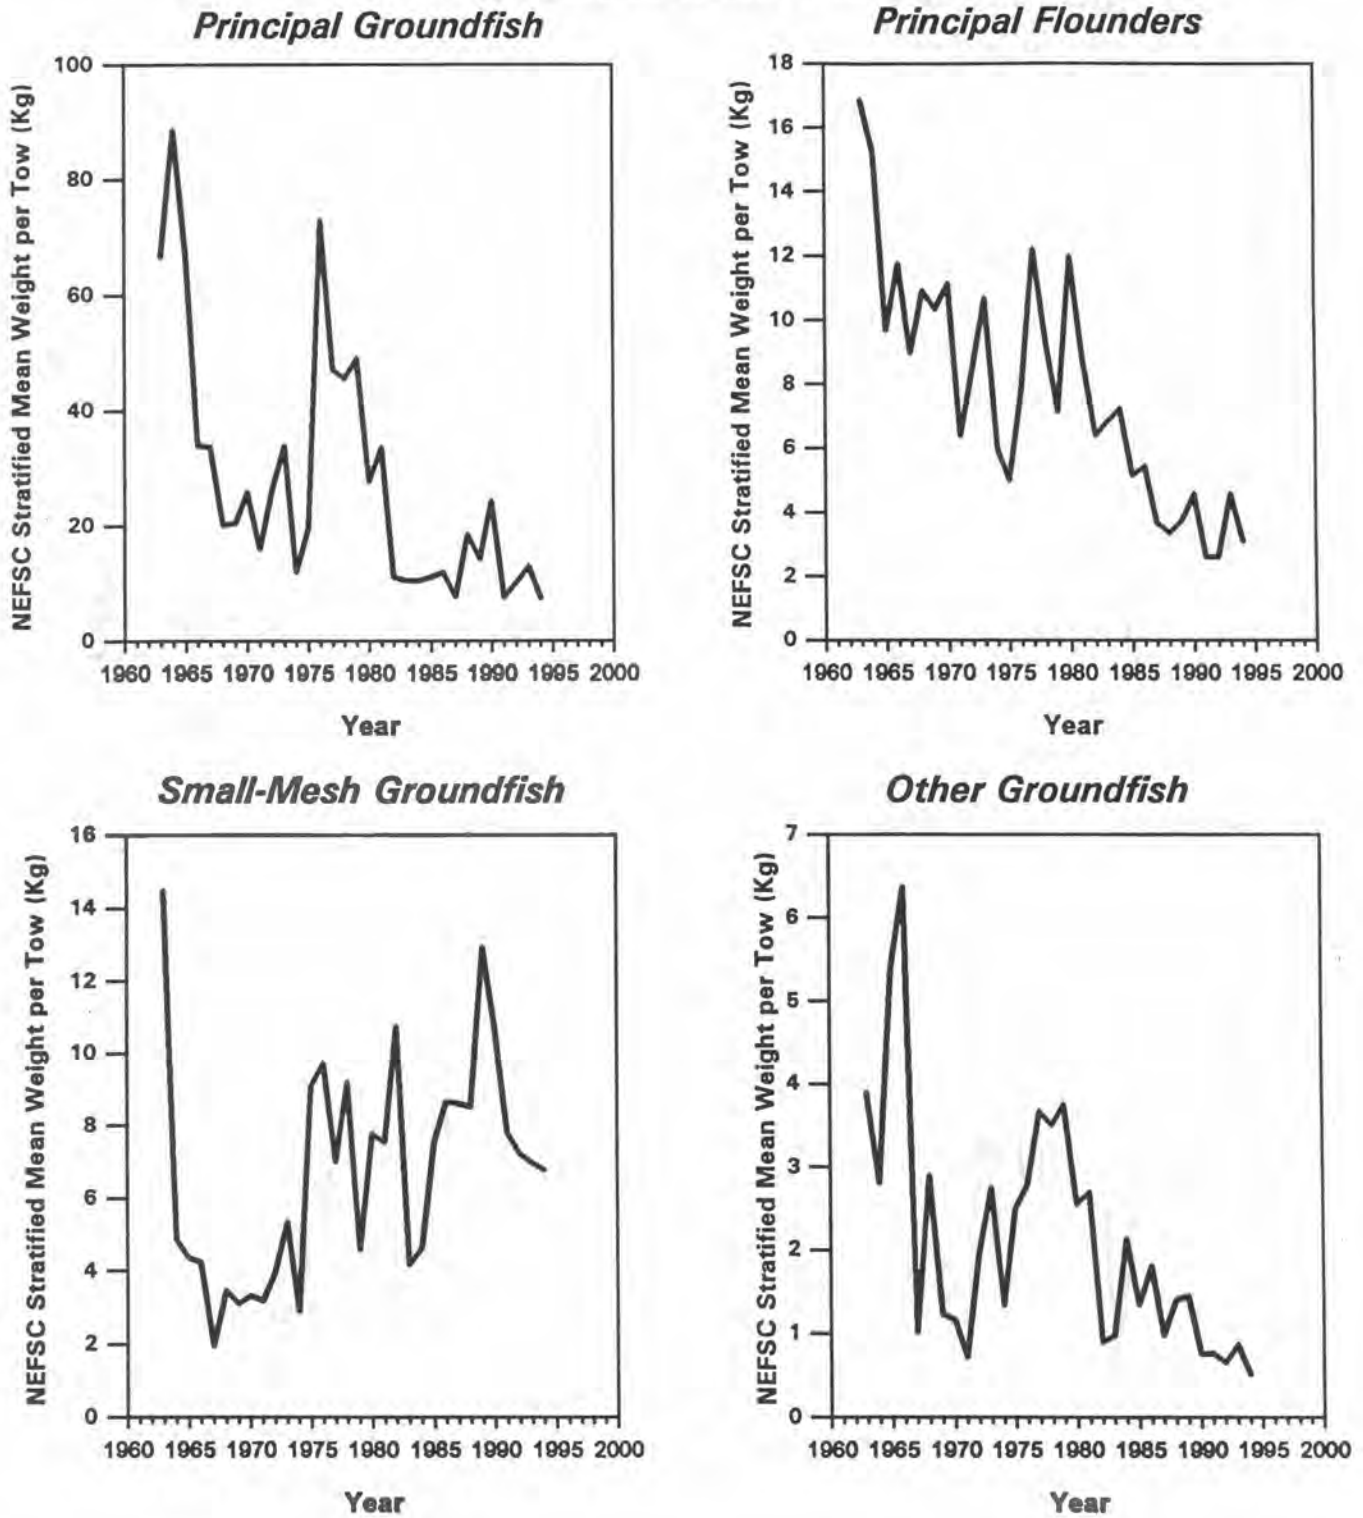 Principal Groundfish
NEFSC Stratified Mean Weight per Tow (Kg)
100
80
60
40
20
0
1960 1965 1970 1975 1980 1985 1990 1995 2000
Year
Principal Flounders
NEFSC Stratified Mean Weight per Tow (Kg)
18
16
14
12
10
8
6
4
2
0
1960 1965 1970 1975 1980 1985 1990 1995 2000
Year
Small-Mesh Groundfish
NEFSC Stratified Mean Weight per Tow (Kg)
16
14
12
10
8
6
4
2
0
1960 1965 1970 1975 1980 1985 1990 1995 2000
Year
Other Groundfish
NEFSC Stratified Mean Weight per Tow (Kg)
7
6
5
4
3
2
1
0
1960 1965 1970 1975 1980 1985 1990 1995 2000
Year